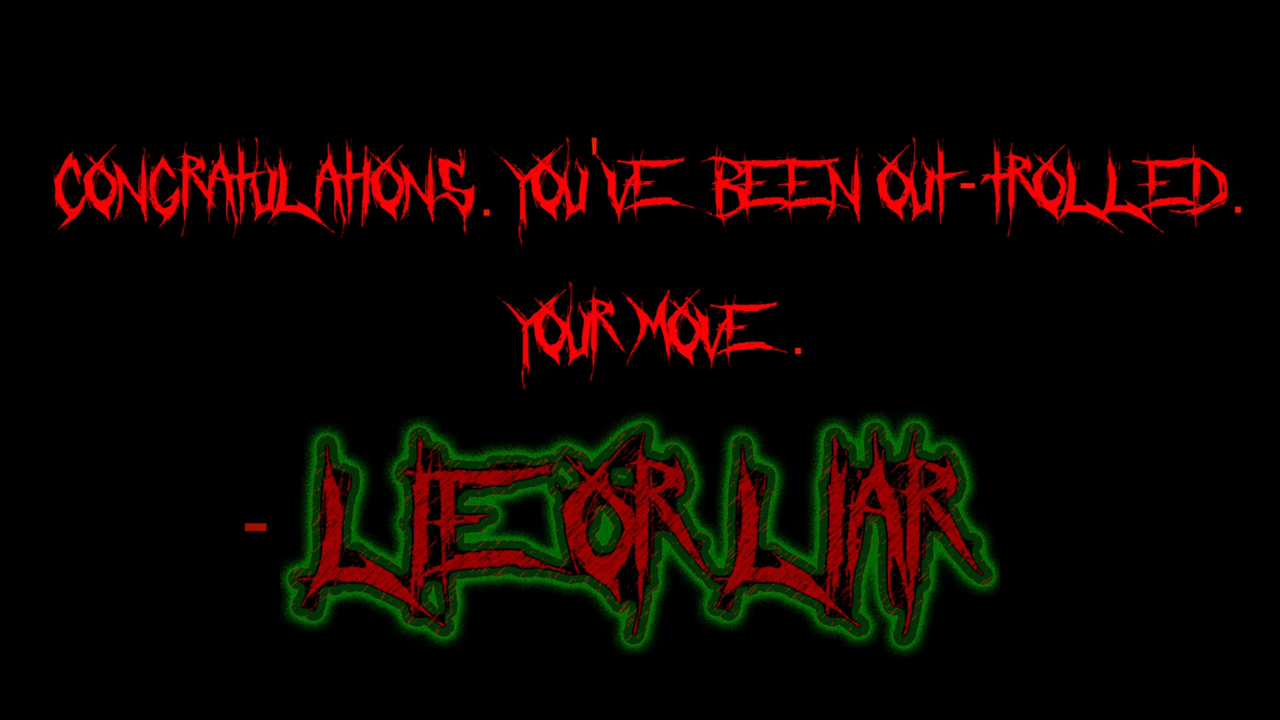 CONGRATULATIONS. YOU'VE BEEN OUT-TROLLED.
YOUR MOVE.
- LIE OR LIAR